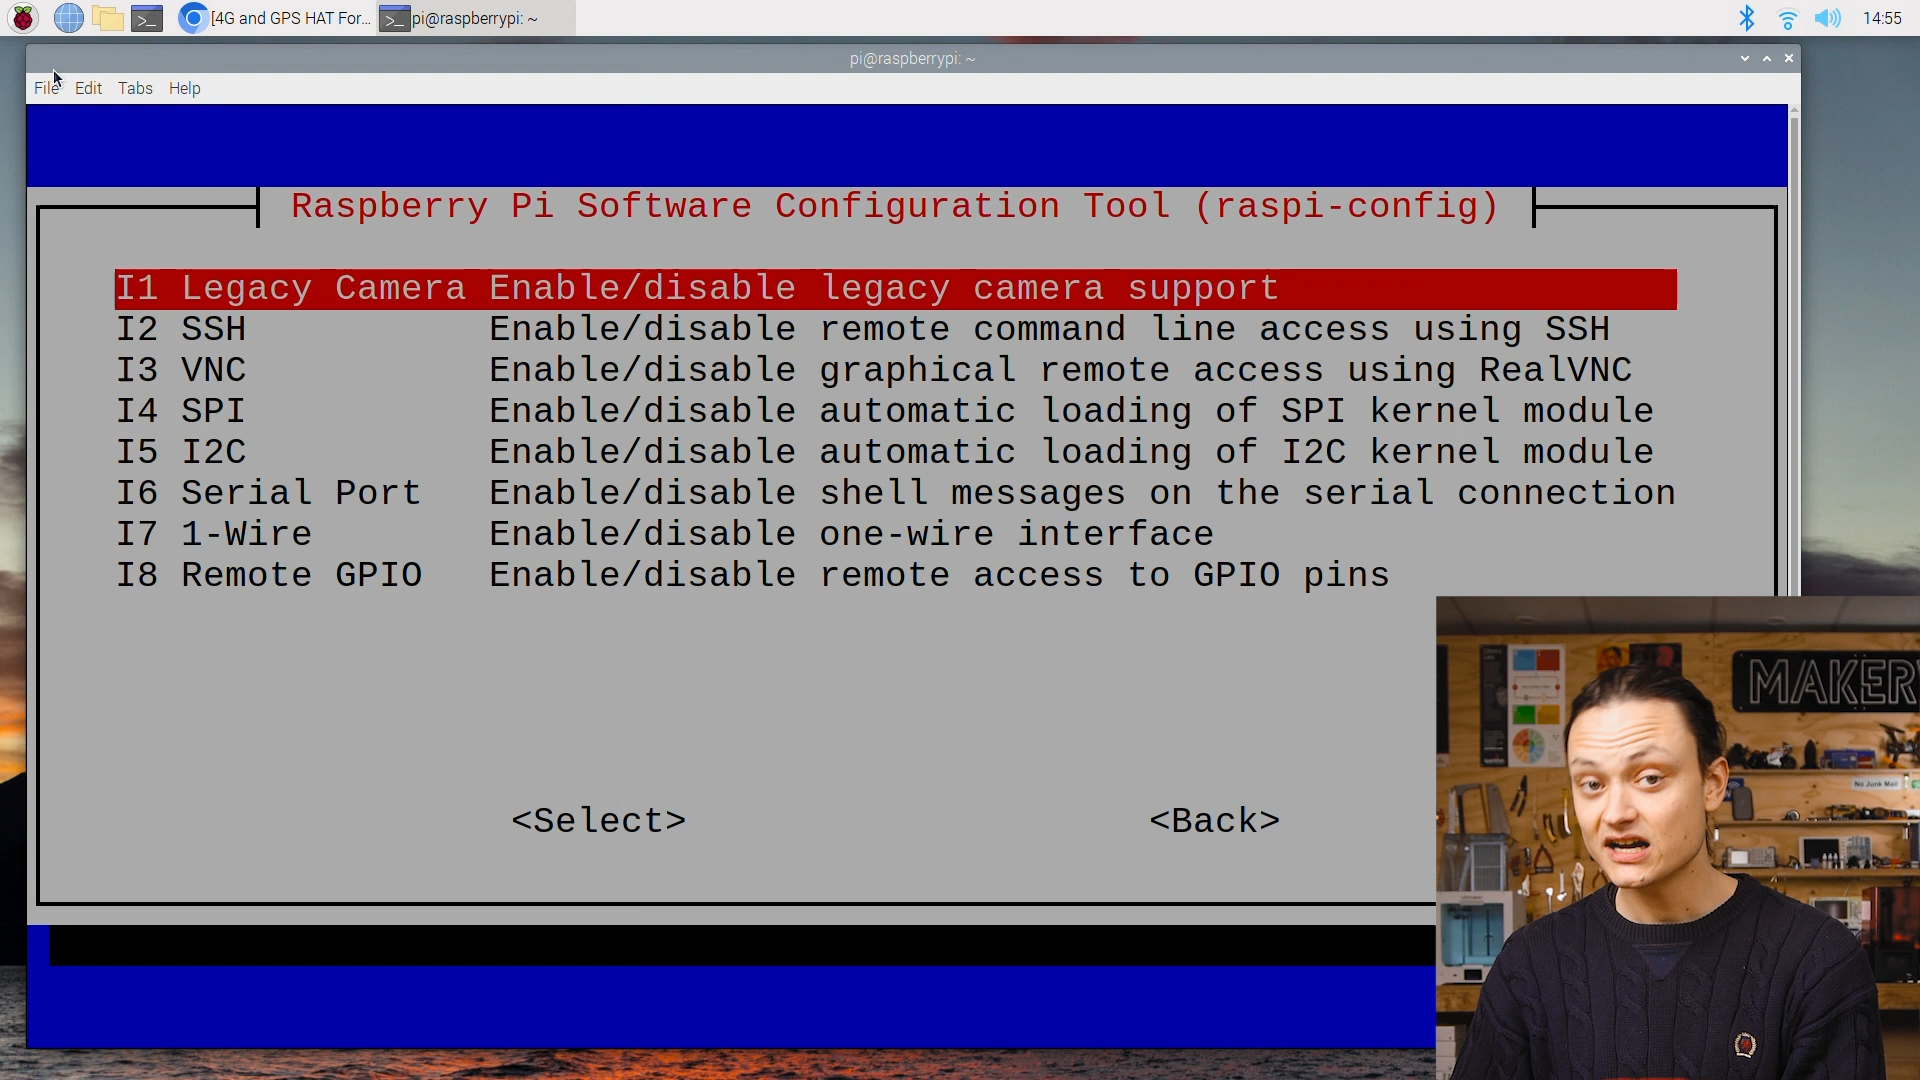 [4G and GPS HAT For...
pi@raspberrypi: ~
14:55
pi@raspberrypi: ~
File Edit Tabs Help
Raspberry Pi Software Configuration Tool (raspi-config)
I1 Legacy Camera Enable/disable legacy camera support
I2 SSH Enable/disable remote command line access using SSH
I3 VNC Enable/disable graphical remote access using RealVNC
I4 SPI Enable/disable automatic loading of SPI kernel module
I5 I2C Enable/disable automatic loading of I2C kernel module
I6 Serial Port Enable/disable shell messages on the serial connection
I7 1-Wire Enable/disable one-wire interface
I8 Remote GPIO Enable/disable remote access to GPIO pins
<Select> <Back>
MAKER
No Junk Mail